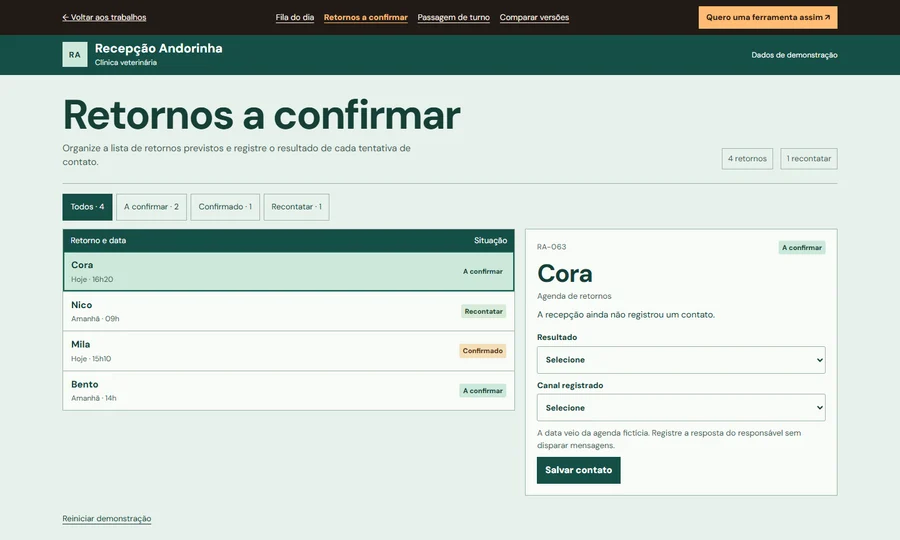 ← Voltar aos trabalhos
Fila do dia
Retornos a confirmar
Passagem de turno
Comparar versões
Quero uma ferramenta assim ↗
RA
Recepção Andorinha
Clínica veterinária
Dados de demonstração
Retornos a confirmar
Organize a lista de retornos previstos e registre o resultado de cada tentativa de
contato.
4 retornos
1 recontatar
Todos · 4
A confirmar · 2
Confirmado · 1
Recontatar · 1
Retorno e data
Situação
Cora
Hoje · 16h20
A confirmar
Nico
Amanhã · 09h
Recontatar
Mila
Hoje · 15h10
Confirmado
Bento
Amanhã · 14h
A confirmar
RA-063
A confirmar
Cora
Agenda de retornos
A recepção ainda não registrou um contato.
Resultado
Selecione
Canal registrado
Selecione
A data veio da agenda fictícia. Registre a resposta do responsável sem
disparar mensagens.
Salvar contato
Reiniciar demonstração